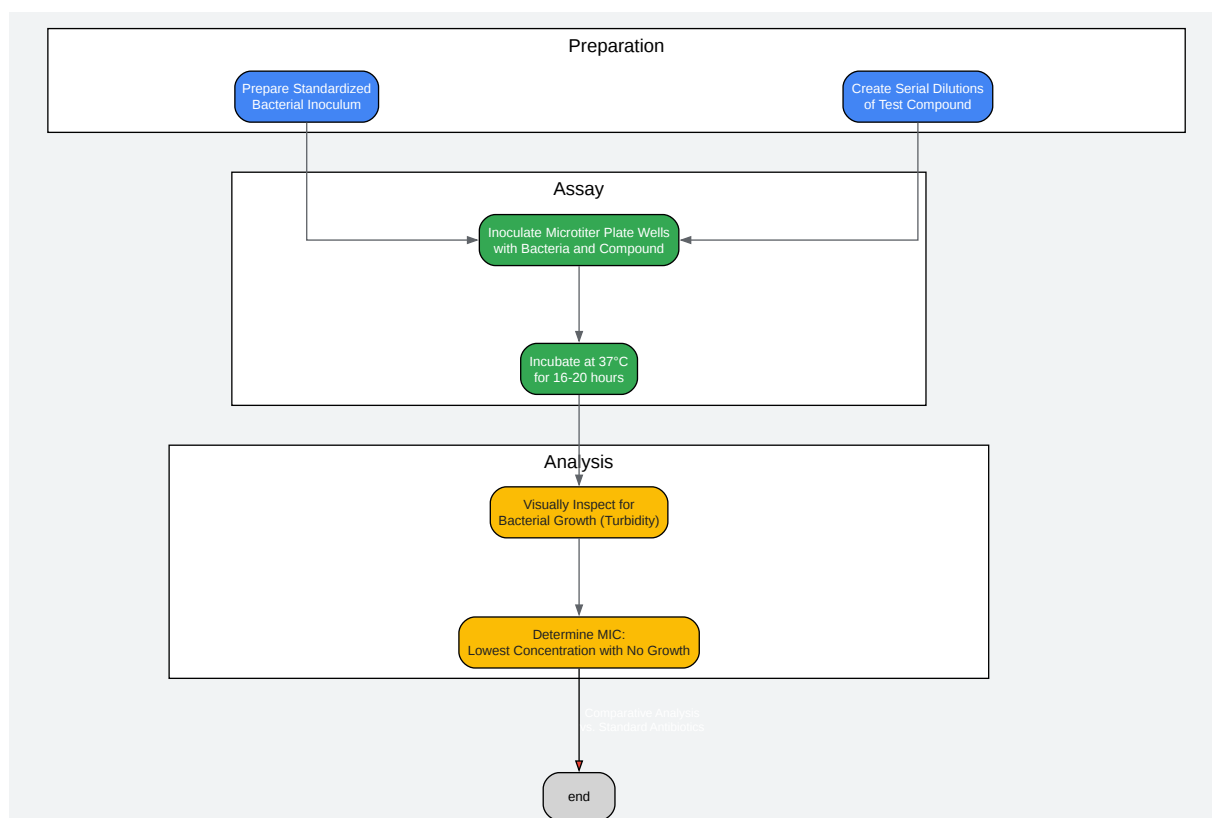 Preparation
Prepare Standardized
Bacterial Inoculum
Create Serial Dilutions
of Test Compound
Assay
Inoculate Microtiter Plate Wells
with Bacteria and Compound
Incubate at 37°C
for 16-20 hours
Analysis
Visually Inspect for
Bacterial Growth (Turbidity)
Determine MIC:
Lowest Concentration with No Growth
Comparative Analysis
vs. Standard Antibiotics
end